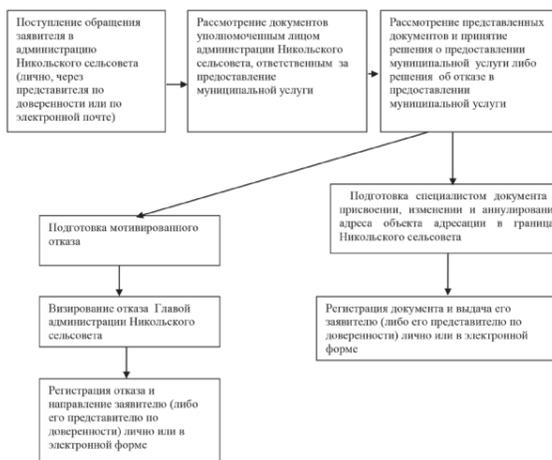 Поступление обращения
заявителя в
администрацию
Никольского сельсовета
(лично, через
представителя по
доверенности или по
электронной почте)
Рассмотрение документов
уполномоченным лицом
администрации Никольского
сельсовета, ответственным за
предоставление
муниципальной услуги
Рассмотрение представленных
документов и принятие
решения о предоставлении
муниципальной услуги либо
решения об отказе в
предоставлении
муниципальной услуги
Подготовка специалистом документа
присвоении, изменении и аннулировани
адреса объекта адресации в граница
Никольского сельсовета
Подготовка мотивированного
отказа
Визирование отказа Главой
администрации Никольского
сельсовета
Регистрация документа и выдача его
заявителю (либо его представителю по
доверенности) лично или в электронной
форме
Регистрация отказа и
направление заявителю (либо
его представителю по
доверенности) лично или в
электронной форме